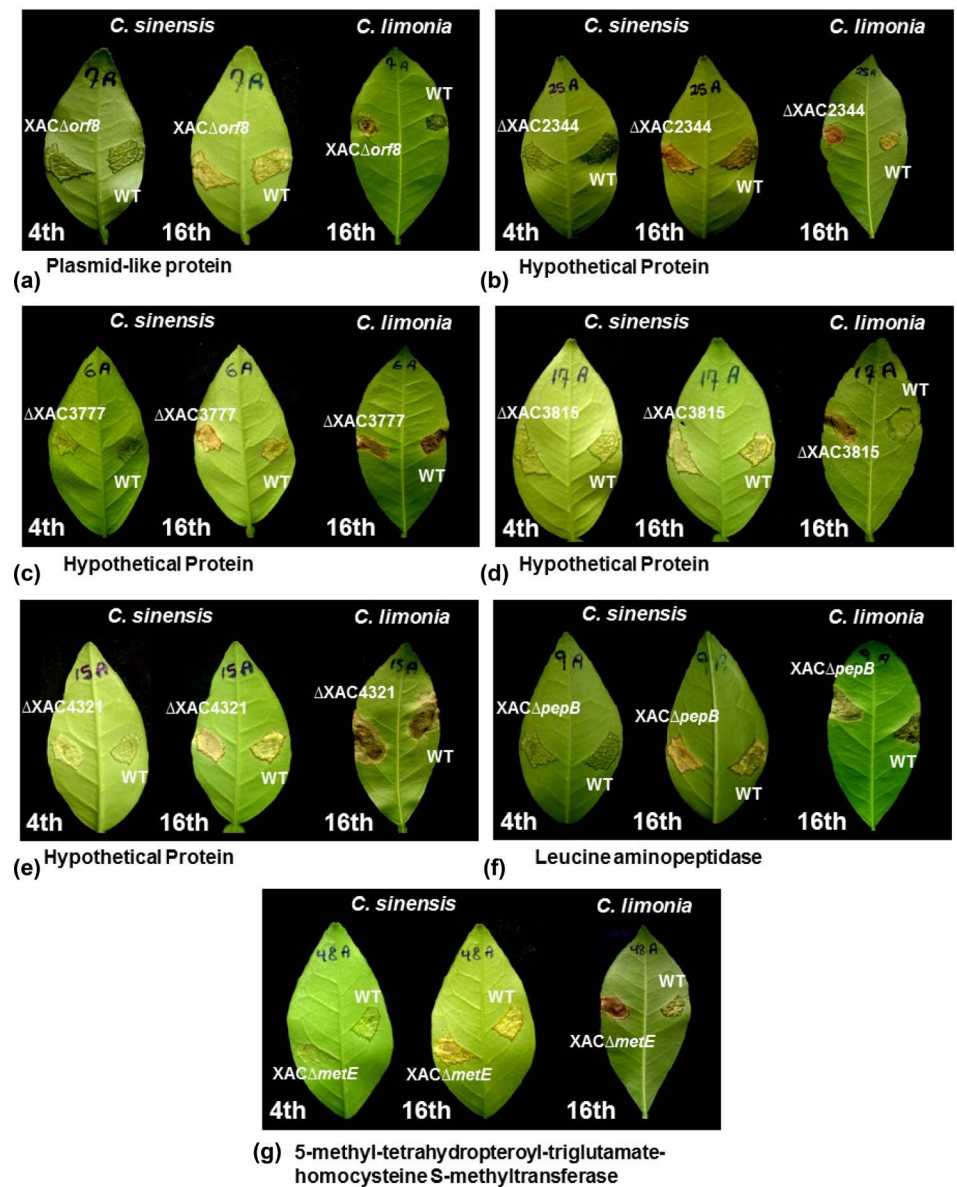 C. sinensis C. limonia
7A 7A 7A
WT
XACΔorf8 XACΔorf8
XACΔorf8
WT WT
4th 16th 16th
(a) Plasmid-like protein
C. sinensis C. limonia
25A 25A 25A
ΔXAC2344 ΔXAC2344 ΔXAC2344
WT WT WT
4th 16th 16th
(b) Hypothetical Protein
C. sinensis C. limonia
6A 6A 6A
ΔXAC3777 ΔXAC3777 ΔXAC3777
WT WT WT
4th 16th 16th
(c) Hypothetical Protein
C. sinensis C. limonia
17A 17A 17A
WT
ΔXAC3815 ΔXAC3815
ΔXAC3815
WT WT
4th 16th 16th
(d) Hypothetical Protein
C. sinensis C. limonia
15A 15A 15A
ΔXAC4321 ΔXAC4321 ΔXAC4321
WT WT WT
4th 16th 16th
(e) Hypothetical Protein
C. sinensis C. limonia
9A 9A 9A
XACΔpepB XACΔpepB XACΔpepB
WT WT WT
4th 16th 16th
(f) Leucine aminopeptidase
C. sinensis C. limonia
48A 48A 48A
WT WT WT
XACΔmetE XACΔmetE XACΔmetE
4th 16th 16th
(g) 5-methyl-tetrahydropteroyl-triglutamate-
homocysteine S-methyltransferase